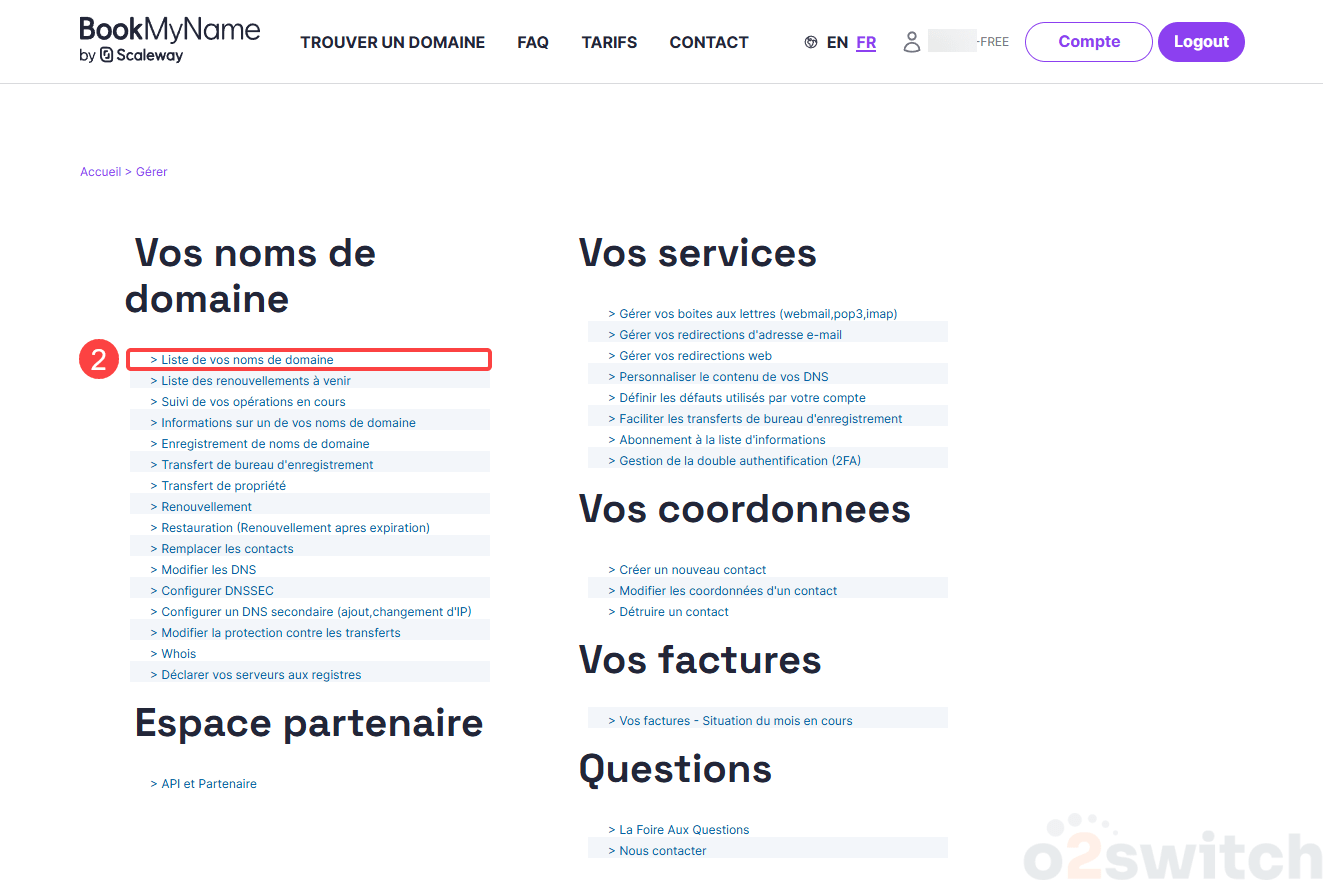 BookMyName
by Scaleway
TROUVER UN DOMAINE FAQ TARIFS CONTACT EN FR -FREE Compte Logout
Accueil > Gérer
Vos noms de
domaine
2
> Liste de vos noms de domaine
> Liste des renouvellements à venir
> Suivi de vos opérations en cours
> Informations sur un de vos noms de domaine
> Enregistrement de noms de domaine
> Transfert de bureau d'enregistrement
> Transfert de propriété
> Renouvellement
> Restauration (Renouvellement apres expiration)
> Remplacer les contacts
> Modifier les DNS
> Configurer DNSSEC
> Configurer un DNS secondaire (ajout,changement d'IP)
> Modifier la protection contre les transferts
> Whois
> Déclarer vos serveurs aux registres
Espace partenaire
> API et Partenaire
Vos services
> Gérer vos boites aux lettres (webmail,pop3,imap)
> Gérer vos redirections d'adresse e-mail
> Gérer vos redirections web
> Personnaliser le contenu de vos DNS
> Définir les défauts utilisés par votre compte
> Faciliter les transferts de bureau d'enregistrement
> Abonnement à la liste d'informations
> Gestion de la double authentification (2FA)
Vos coordonnees
> Créer un nouveau contact
> Modifier les coordonnées d'un contact
> Détruire un contact
Vos factures
> Vos factures - Situation du mois en cours
Questions
> La Foire Aux Questions
> Nous contacter
o2switch